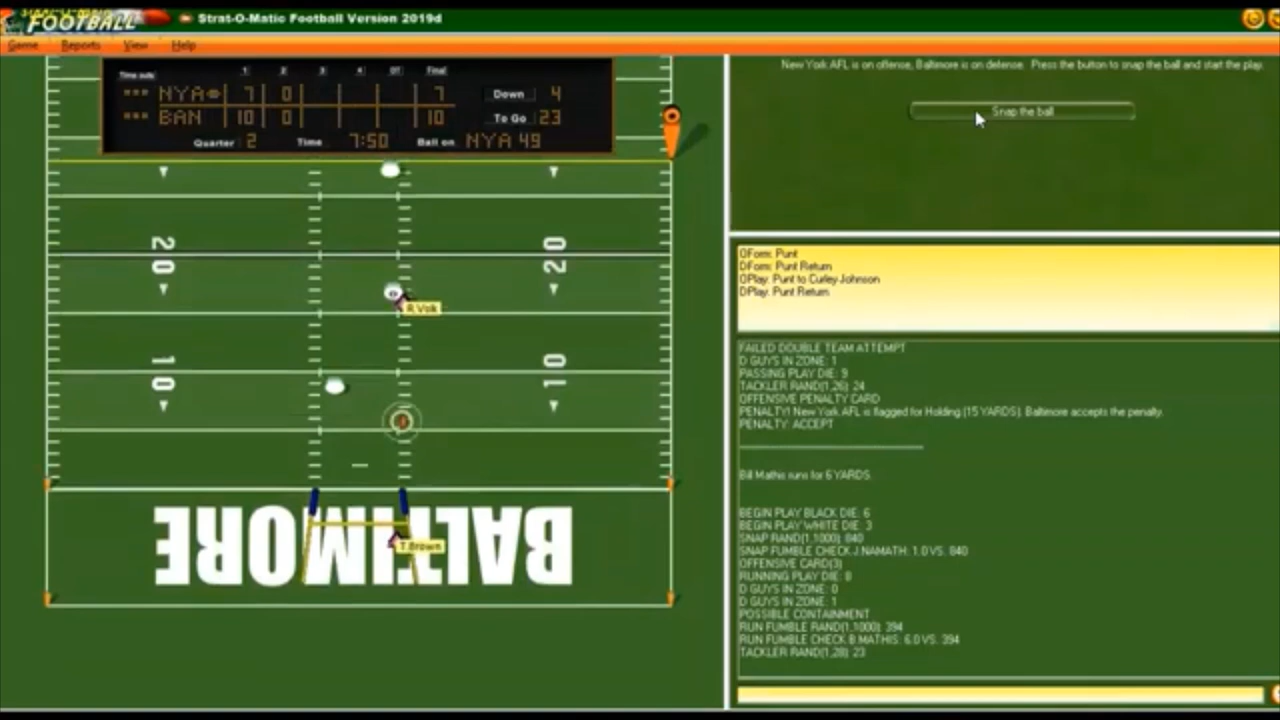 FOOTBALL
Strat-O-Matic Football Version 2019d
Game Reports View Help
Time outs 1 2 3 4 OT Final
*** NYA 7 0 7 Down 4
*** BAN 10 0 10 To Go 23
Quarter 2 Time 7:50 Ball on NYA 49
20 20
R.Volk
10 10
BALTIMORE
T.Brown
New York AFL is on offense, Baltimore is on defense. Press the button to snap the ball and start the play.
Snap the ball
OForm: Punt
DForm: Punt Return
OPlay: Punt to Curley Johnson
DPlay: Punt Return
FAILED DOUBLE TEAM ATTEMPT
D GUYS IN ZONE: 1
PASSING PLAY DIE: 9
TACKLER RAND(1,26): 24
OFFENSIVE PENALTY CARD
PENALTY! New York AFL is flagged for Holding (15 YARDS). Baltimore accepts the penalty.
PENALTY: ACCEPT
Bill Mathis runs for 6 YARDS.
BEGIN PLAY BLACK DIE: 6
BEGIN PLAY WHITE DIE: 3
SNAP RAND(1,1000): 840
SNAP FUMBLE CHECK J.NAMATH: 1.0 VS. 840
OFFENSIVE CARD(3)
RUNNING PLAY DIE: 8
D GUYS IN ZONE: 0
D GUYS IN ZONE: 1
POSSIBLE CONTAINMENT
RUN FUMBLE RAND(1,1000): 394
RUN FUMBLE CHECK B.MATHIS: 6.0 VS. 394
TACKLER RAND(1,28): 23